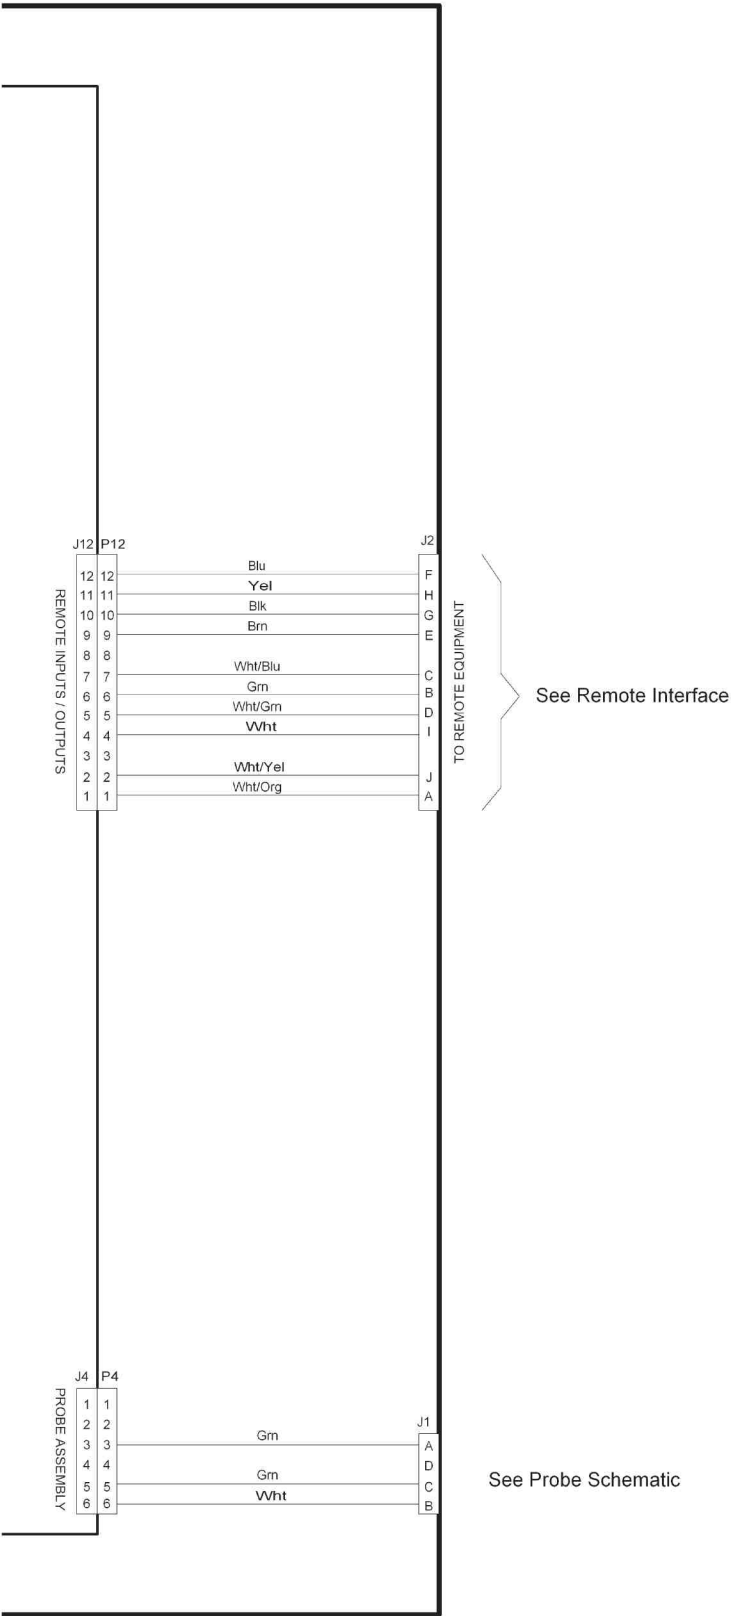 J12 P12 J2
12 12 Blu F
11 11 Yel H
10 10 Blk G
9 9 Brn E
8 8
7 7 Wht/Blu C
6 6 Grn B
5 5 Wht/Grn D
4 4 Wht I
3 3
2 2 Wht/Yel J
1 1 Wht/Org A
REMOTE INPUTS / OUTPUTS
TO REMOTE EQUIPMENT
See Remote Interface
J4 P4
1 1
2 2 J1
3 3 Grn A
4 4 D
5 5 Grn C
6 6 Wht B
PROBE ASSEMBLY
See Probe Schematic